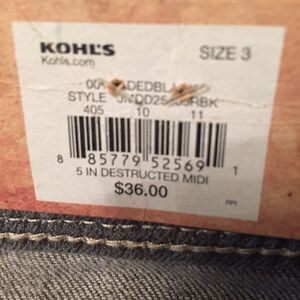 KOHL'S
Kohls.com
SIZE 3
STYLE
405 10 11
8 85779 52569 1
5 IN DESTRUCTED MIDI
$36.00
RPI